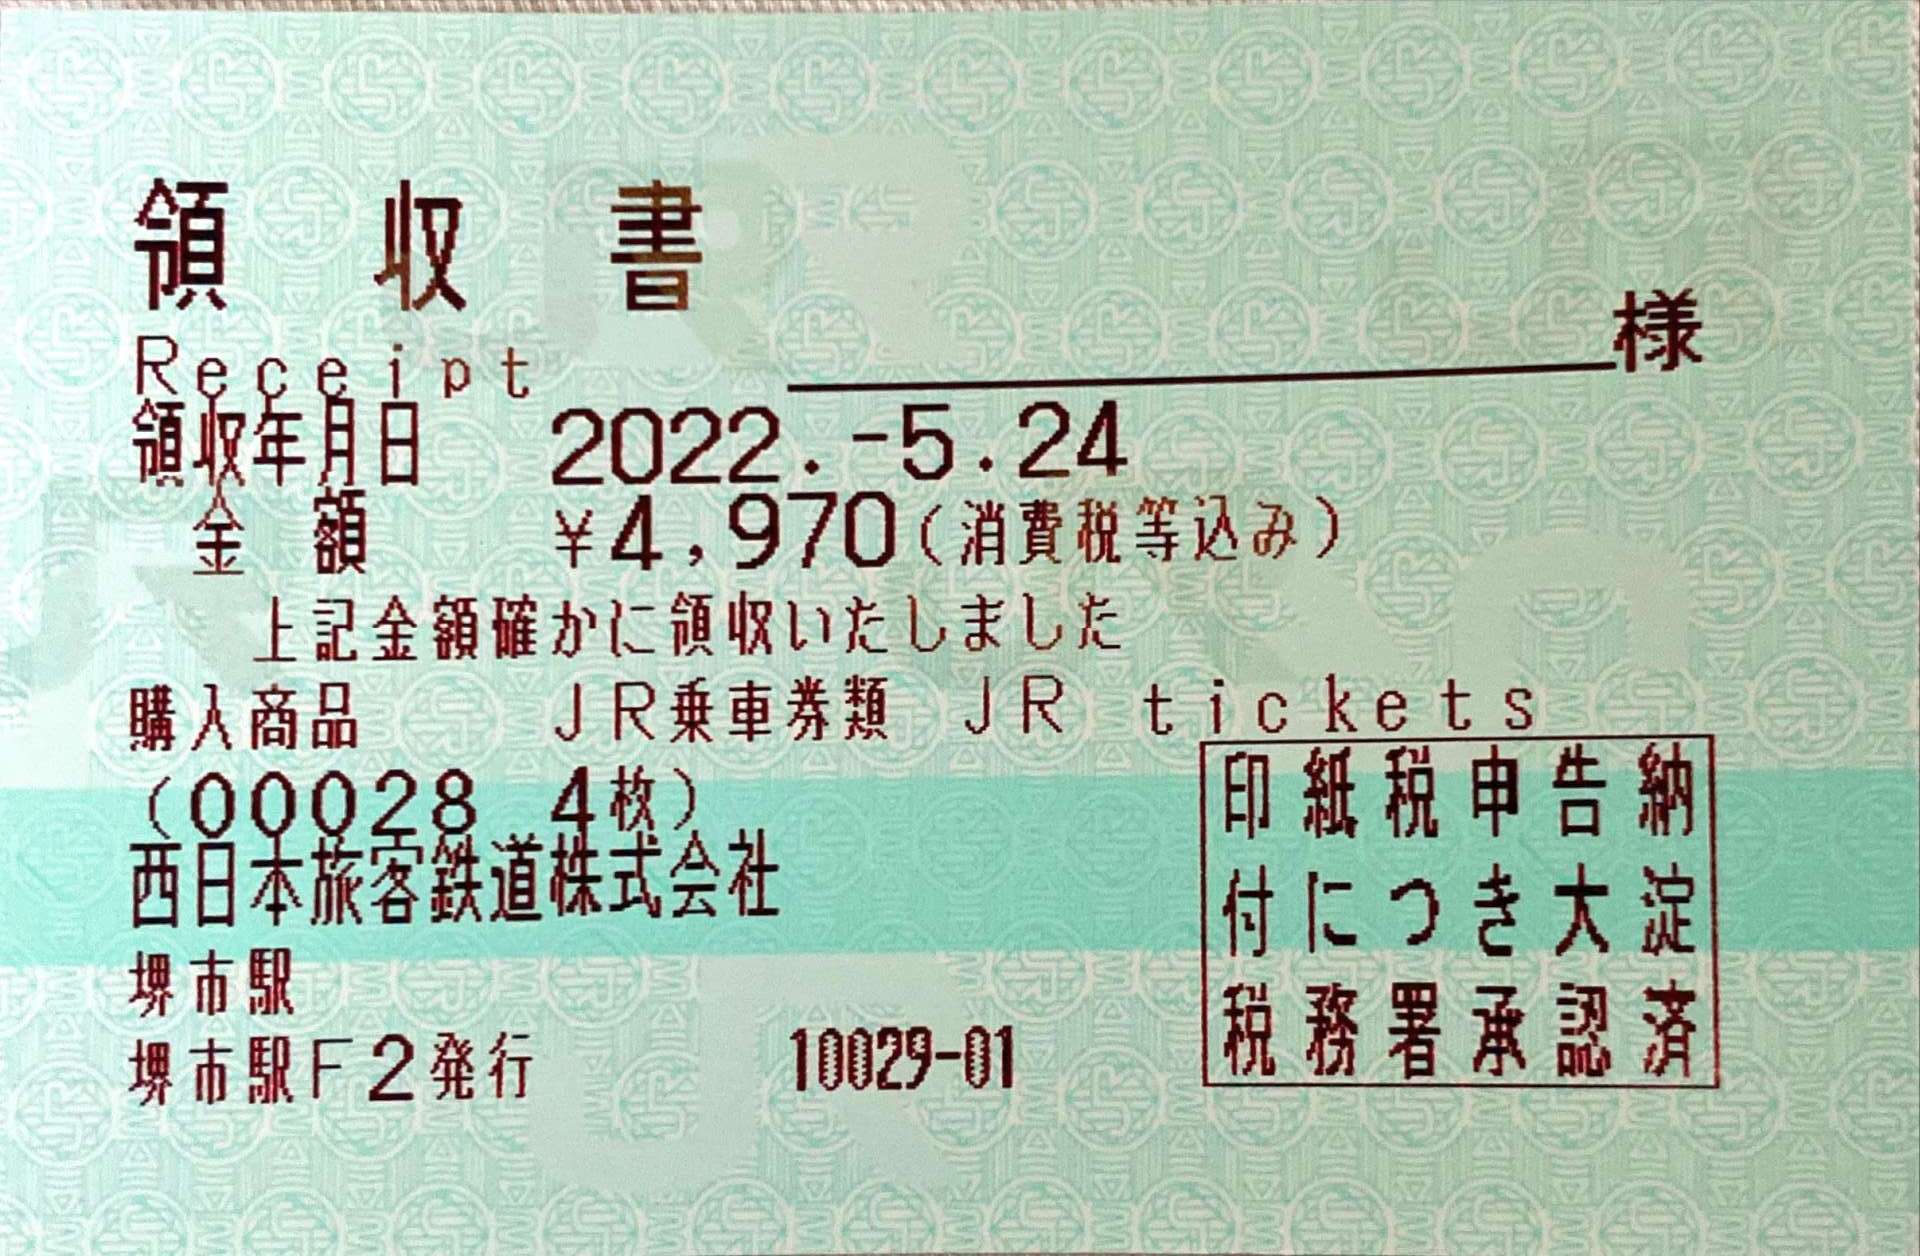 領収書
Receipt
様
領収年月日 2022.-5.24
金額 ¥4,970(消費税等込み)
上記金額確かに領収いたしました
購入商品 JR乗車券類 JR tickets
(00028 4枚)
西日本旅客鉄道株式会社
堺市駅
堺市駅F2発行 10029-01
印紙税申告納
付につき大淀
税務署承認済